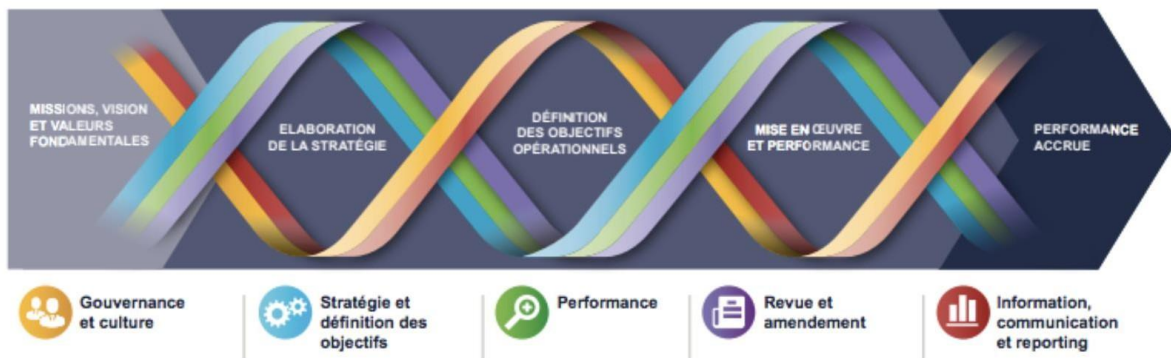 MISSIONS, VISION
ET VALEURS
FONDAMENTALES
ELABORATION
DE LA STRATÉGIE
DÉFINITION
DES OBJECTIFS
OPÉRATIONNELS
MISE EN ŒUVRE
ET PERFORMANCE
PERFORMANCE
ACCRUE
Gouvernance
et culture
Stratégie et
définition des
objectifs
Performance
Revue et
amendement
Information,
communication
et reporting